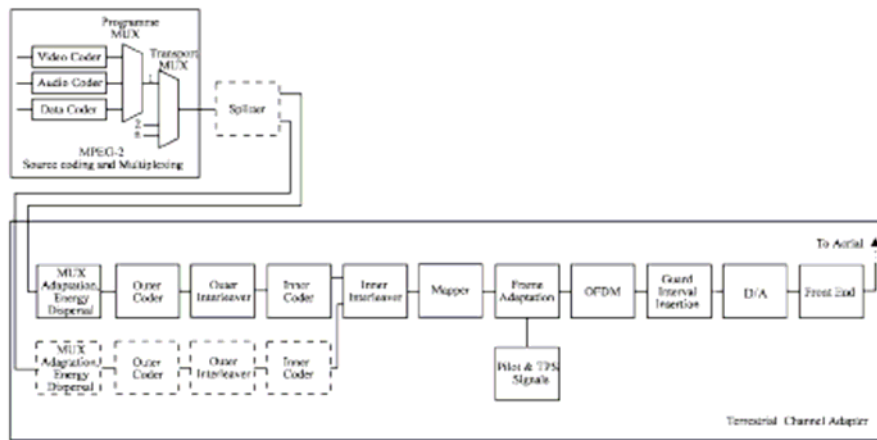 Programme
MUX
Video Coder
Audio Coder
Data Coder
Transport
MUX
1
2
n
MPEG-2
Source coding and Multiplexing
Splitter
To Aerial
MUX
Adaptation,
Energy
Dispersal
Outer
Coder
Outer
Interleaver
Inner
Coder
Inner
Interleaver
Mapper
Frame
Adaptation
OFDM
Guard
Interval
Insertion
D/A
Front End
MUX
Adaptation,
Energy
Dispersal
Outer
Coder
Outer
Interleaver
Inner
Coder
Pilot & TPS
Signals
Terrestrial Channel Adapter